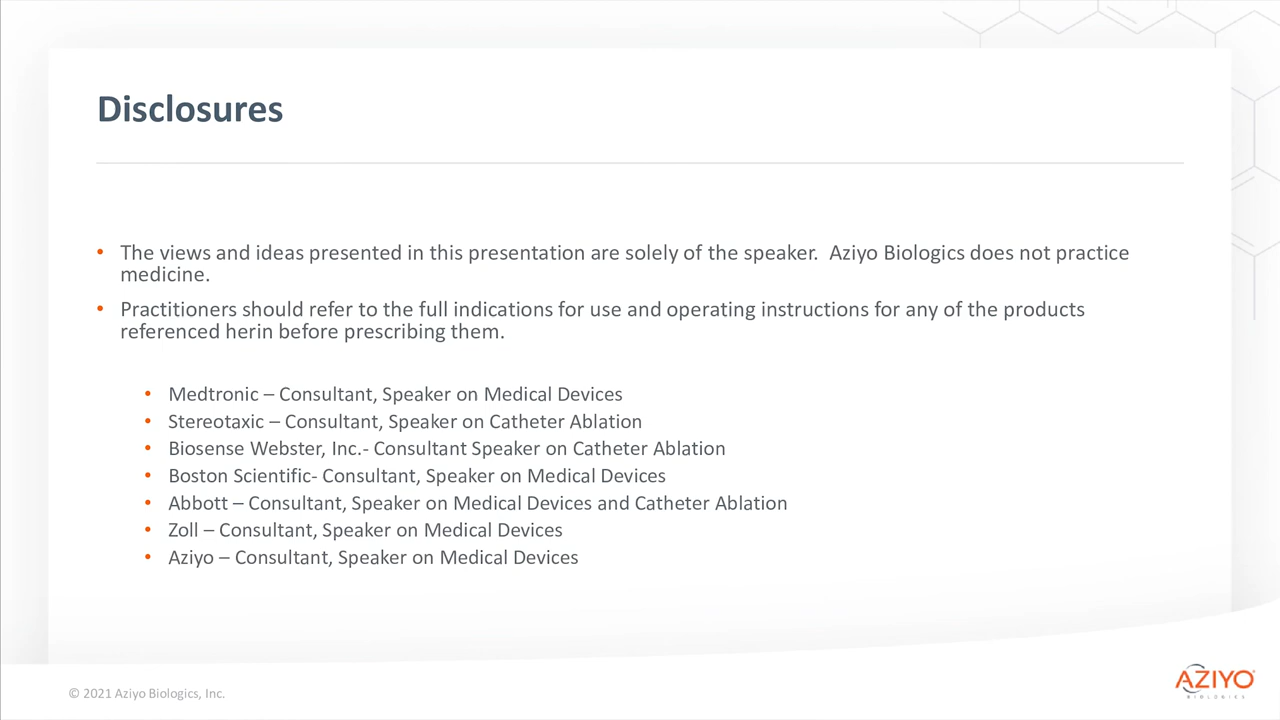 Disclosures
• The views and ideas presented in this presentation are solely of the speaker.  Aziyo Biologics does not practice
medicine.
• Practitioners should refer to the full indications for use and operating instructions for any of the products
referenced herin before prescribing them.
• Medtronic – Consultant, Speaker on Medical Devices
• Stereotaxic – Consultant, Speaker on Catheter Ablation
• Biosense Webster, Inc.- Consultant Speaker on Catheter Ablation
• Boston Scientific- Consultant, Speaker on Medical Devices
• Abbott – Consultant, Speaker on Medical Devices and Catheter Ablation
• Zoll – Consultant, Speaker on Medical Devices
• Aziyo – Consultant, Speaker on Medical Devices
© 2021 Aziyo Biologics, Inc.
AZIYO
BIOLOGICS